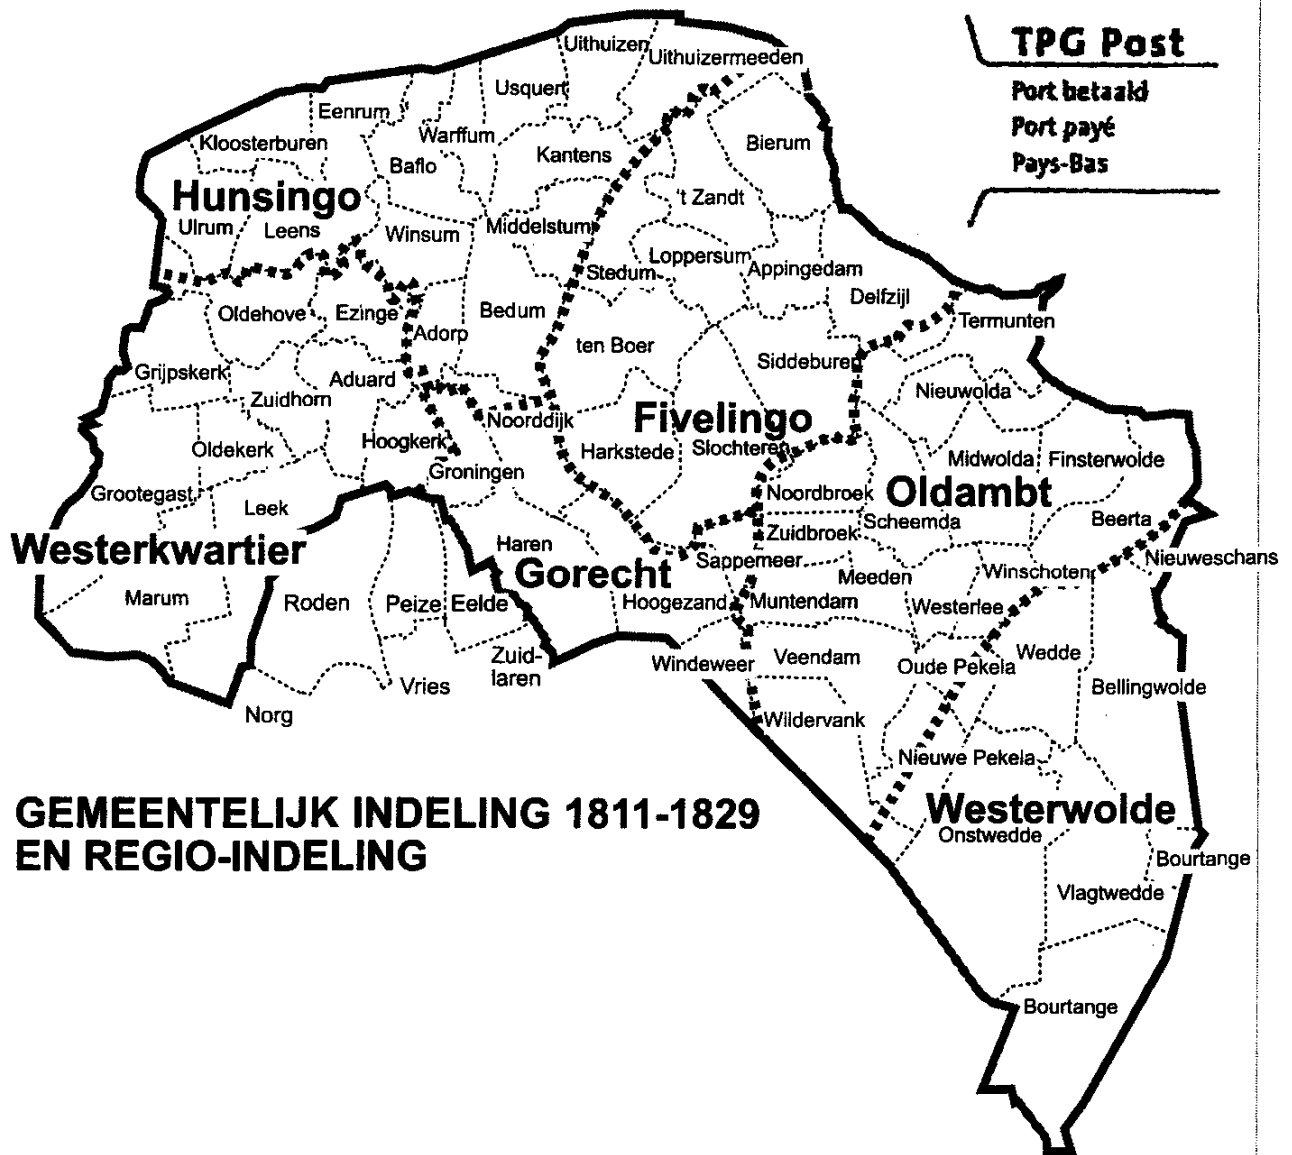 TPG Post
Port betaald
Port payé
Pays-Bas
Uithuizen
Uithuizermeeden
Usquert
Eenrum
Warffum
Kloosterburen
Baflo
Kantens
Bierum
Hunsingo
't Zandt
Ulrum
Leens
Winsum
Middelstum
Loppersum
Stedum
Appingedam
Delfzijl
Oldehove
Ezinge
Bedum
Termunten
Adorp
ten Boer
Siddeburen
Grijpskerk
Aduard
Nieuwolda
Zuidhorn
Noorddijk
Fivelingo
Hoogkerk
Slochteren
Oldekerk
Harkstede
Midwolda
Finsterwolde
Groningen
Grootegast
Noordbroek
Oldambt
Leek
Scheemda
Beerta
Zuidbroek
Westerkwartier
Haren
Sappemeer
Nieuweschans
Gorecht
Meeden
Winschoten
Marum
Roden
Peize
Eelde
Hoogezand
Muntendam
Westerlee
Zuid-
laren
Windeweer
Veendam
Oude Pekela
Wedde
Vries
Bellingwolde
Norg
Wildervank
Nieuwe Pekela
GEMEENTELIJK INDELING 1811-1829
EN REGIO-INDELING
Westerwolde
Onstwedde
Bourtange
Vlagtwedde
Bourtange